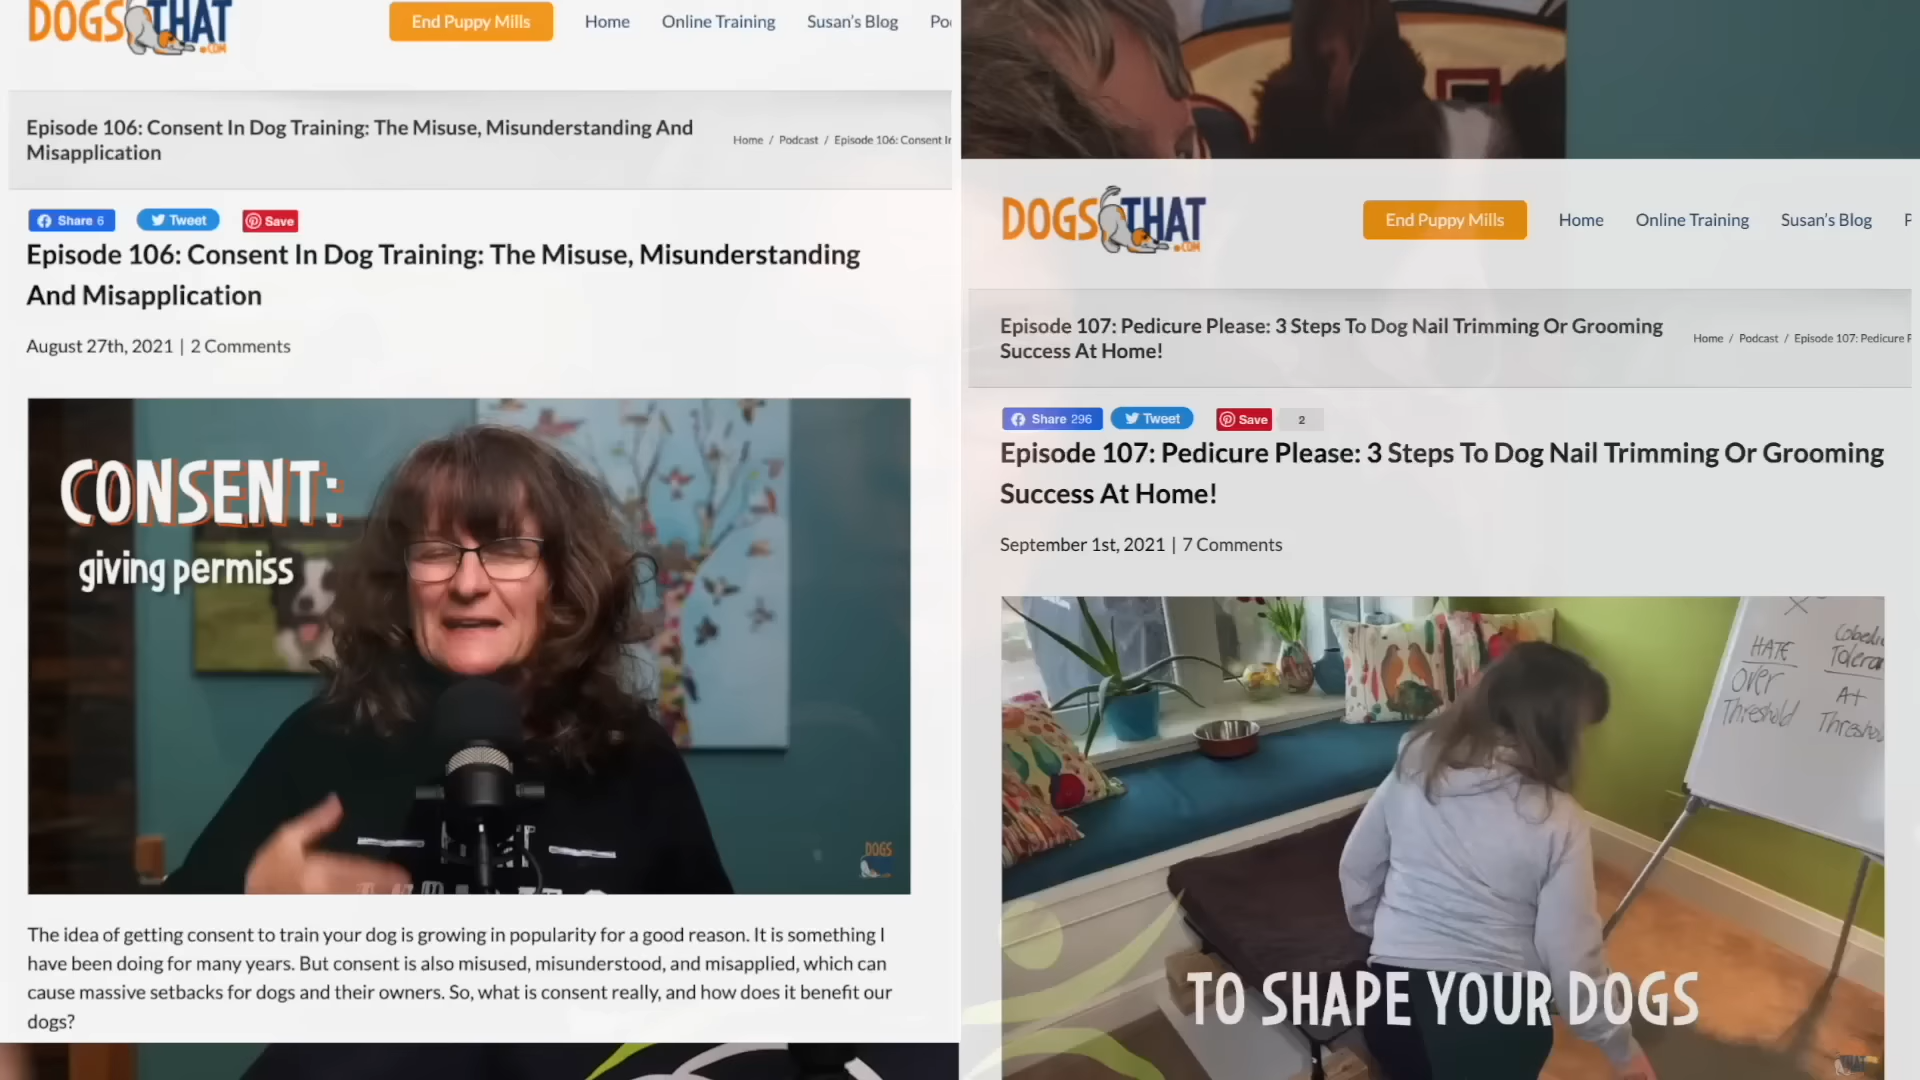 DOGS THAT .COM
End Puppy Mills Home Online Training Susan's Blog
Episode 106: Consent In Dog Training: The Misuse, Misunderstanding And
Misapplication
Home / Podcast / Episode 106: Consent
Share 6 Tweet Save
Episode 106: Consent In Dog Training: The Misuse, Misunderstanding
And Misapplication
August 27th, 2021 | 2 Comments
CONSENT:
giving permiss
DOGS
The idea of getting consent to train your dog is growing in popularity for a good reason. It is something I
have been doing for many years. But consent is also misused, misunderstood, and misapplied, which can
cause massive setbacks for dogs and their owners. So, what is consent really, and how does it benefit our
dogs?
DOGS THAT .COM
End Puppy Mills Home Online Training Susan's Blog P
Episode 107: Pedicure Please: 3 Steps To Dog Nail Trimming Or Grooming
Success At Home!
Home / Podcast / Episode 107: Pedicure P
Share 296 Tweet Save 2
Episode 107: Pedicure Please: 3 Steps To Dog Nail Trimming Or Grooming
Success At Home!
September 1st, 2021 | 7 Comments
HATE
Over
Threshold
Tolera
At
Thresho
TO SHAPE YOUR DOGS
THAT